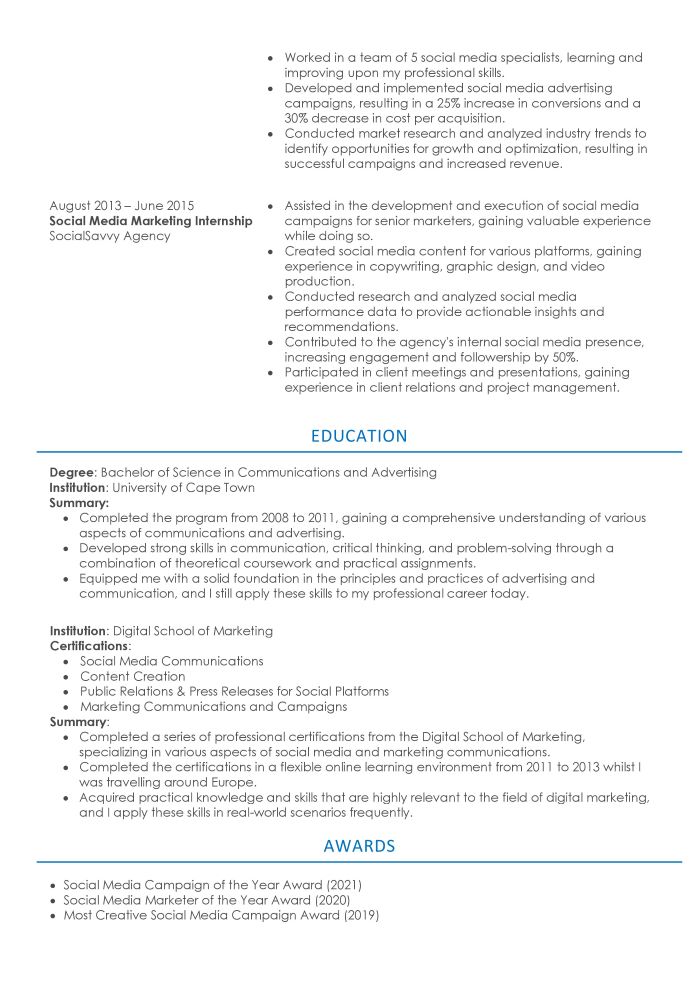 • Worked in a team of 5 social media specialists, learning and
improving upon my professional skills.
• Developed and implemented social media advertising
campaigns, resulting in a 25% increase in conversions and a
30% decrease in cost per acquisition.
• Conducted market research and analyzed industry trends to
identify opportunities for growth and optimization, resulting in
successful campaigns and increased revenue.
August 2013 – June 2015
Social Media Marketing Internship
SocialSavvy Agency
• Assisted in the development and execution of social media
campaigns for senior marketers, gaining valuable experience
while doing so.
• Created social media content for various platforms, gaining
experience in copywriting, graphic design, and video
production.
• Conducted research and analyzed social media
performance data to provide actionable insights and
recommendations.
• Contributed to the agency's internal social media presence,
increasing engagement and followership by 50%.
• Participated in client meetings and presentations, gaining
experience in client relations and project management.
EDUCATION
Degree: Bachelor of Science in Communications and Advertising
Institution: University of Cape Town
Summary:
• Completed the program from 2008 to 2011, gaining a comprehensive understanding of various
aspects of communications and advertising.
• Developed strong skills in communication, critical thinking, and problem-solving through a
combination of theoretical coursework and practical assignments.
• Equipped me with a solid foundation in the principles and practices of advertising and
communication, and I still apply these skills to my professional career today.
Institution: Digital School of Marketing
Certifications:
• Social Media Communications
• Content Creation
• Public Relations & Press Releases for Social Platforms
• Marketing Communications and Campaigns
Summary:
• Completed a series of professional certifications from the Digital School of Marketing,
specializing in various aspects of social media and marketing communications.
• Completed the certifications in a flexible online learning environment from 2011 to 2013 whilst I
was travelling around Europe.
• Acquired practical knowledge and skills that are highly relevant to the field of digital marketing,
and I apply these skills in real-world scenarios frequently.
AWARDS
• Social Media Campaign of the Year Award (2021)
• Social Media Marketer of the Year Award (2020)
• Most Creative Social Media Campaign Award (2019)